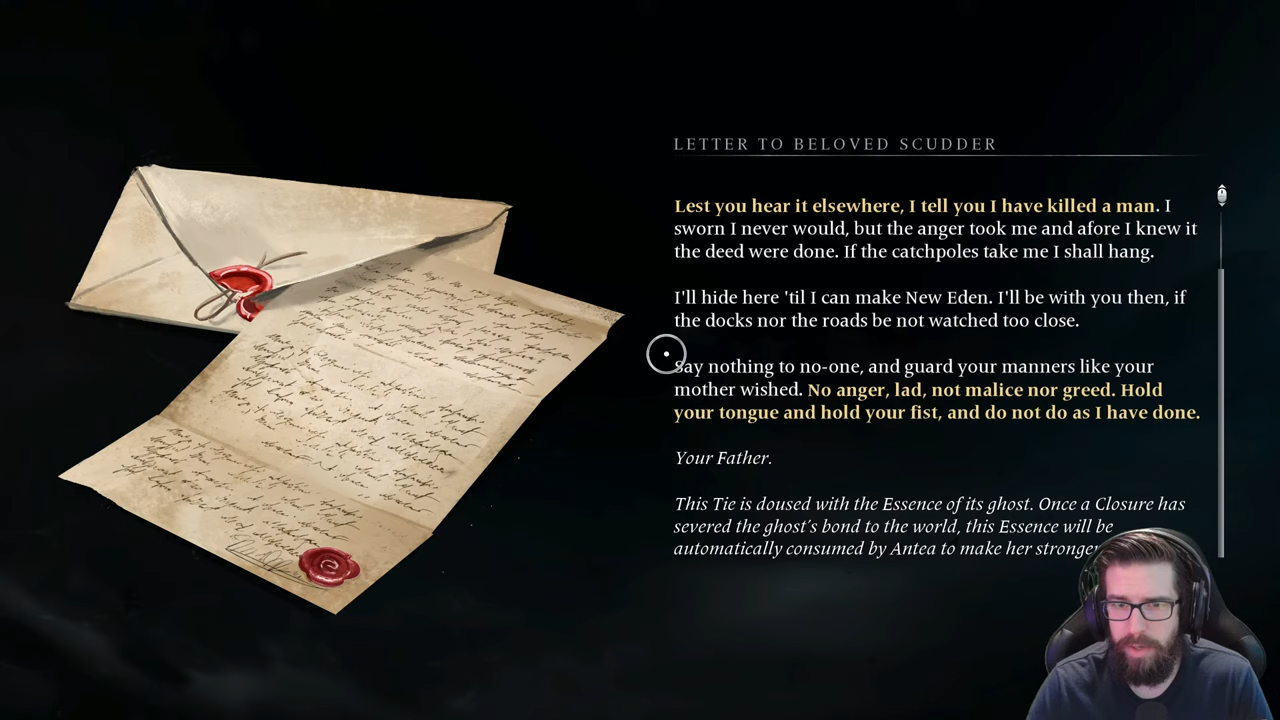 LETTER TO BELOVED SCUDDER
Lest you hear it elsewhere, I tell you I have killed a man. I
sworn I never would, but the anger took me and afore I knew it
the deed were done. If the catchpoles take me I shall hang.
I'll hide here 'til I can make New Eden. I'll be with you then, if
the docks nor the roads be not watched too close.
Say nothing to no-one, and guard your manners like your
mother wished. No anger, lad, not malice nor greed. Hold
your tongue and hold your fist, and do not do as I have done.
Your Father.
This Tie is doused with the Essence of its ghost. Once a Closure has
severed the ghost's bond to the world, this Essence will be
automatically consumed by Antea to make her stronger